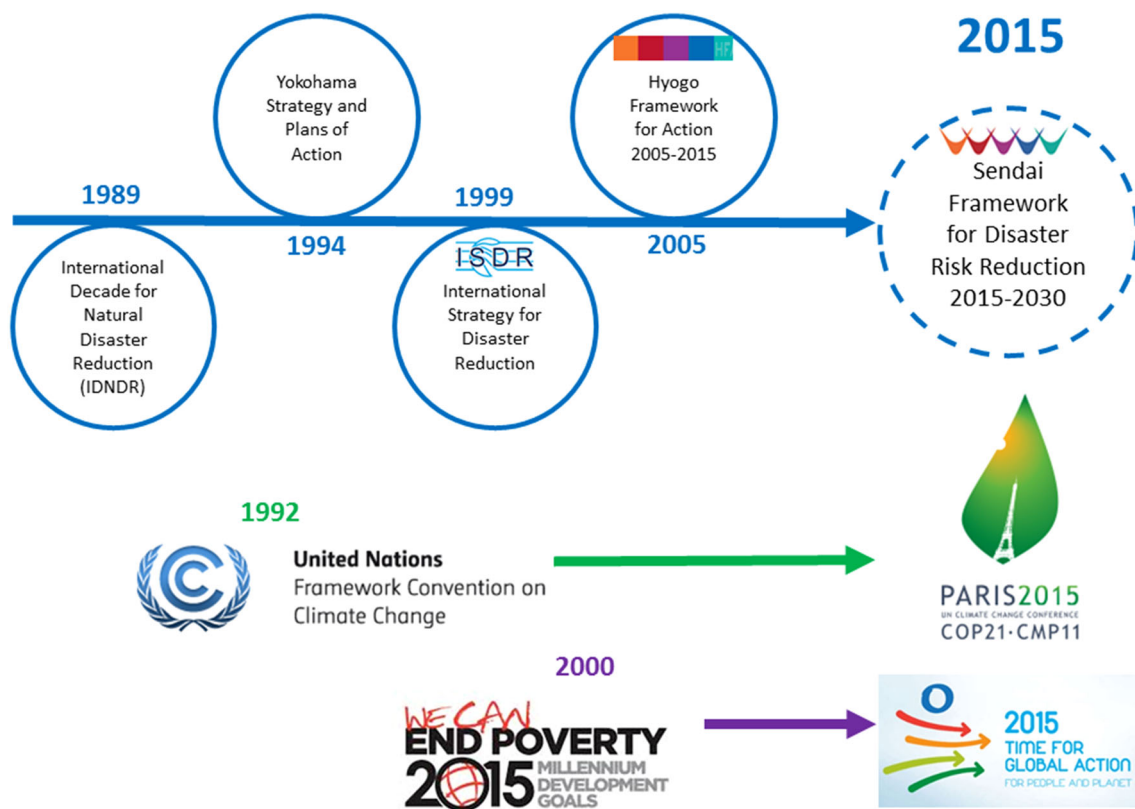 2015
1989
International
Decade for
Natural
Disaster
Reduction
(IDNDR)
Yokohama
Strategy and
Plans of
Action
1994
1999
ISDR
International
Strategy for
Disaster
Reduction
HFA
Hyogo
Framework
for Action
2005-2015
2005
Sendai
Framework
for Disaster
Risk Reduction
2015-2030
1992
United Nations
Framework Convention on
Climate Change
PARIS2015
UN CLIMATE CHANGE CONFERENCE
COP21·CMP11
2000
WE CAN
END POVERTY
2015 MILLENNIUM
DEVELOPMENT
GOALS
2015
TIME FOR
GLOBAL ACTION
FOR PEOPLE AND PLANET